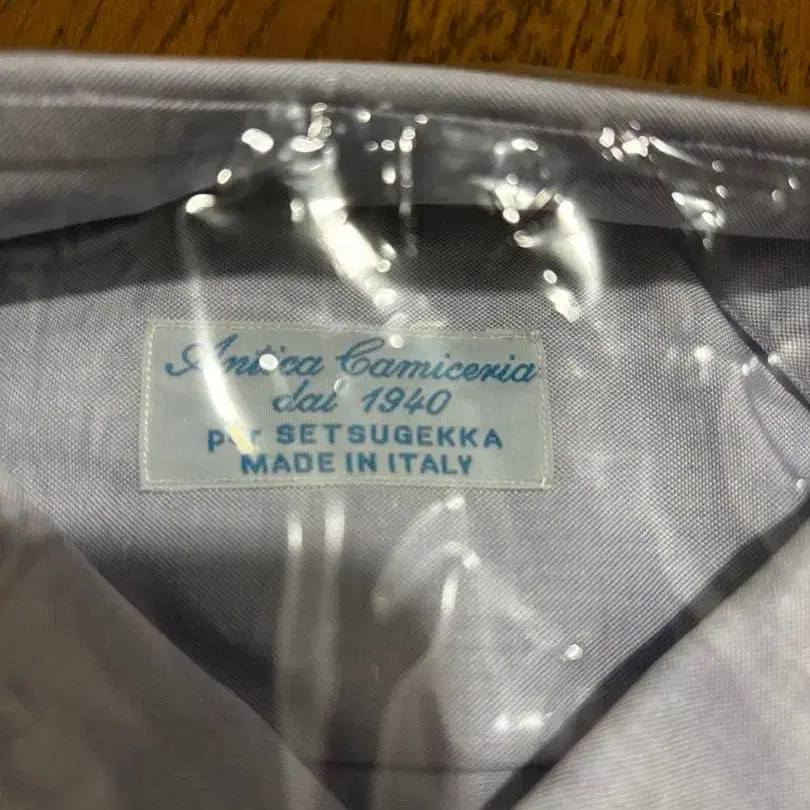 Antica Camiceria
dal 1940
per SETSUGEKKA
MADE IN ITALY